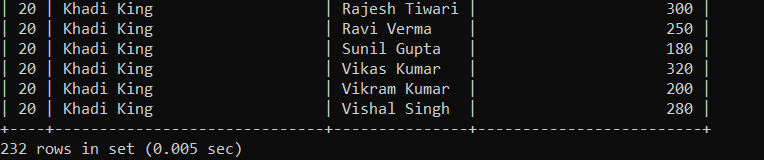 | 20 | Khadi King | Rajesh Tiwari | 300 |
| 20 | Khadi King | Ravi Verma | 250 |
| 20 | Khadi King | Sunil Gupta | 180 |
| 20 | Khadi King | Vikas Kumar | 320 |
| 20 | Khadi King | Vikram Kumar | 200 |
| 20 | Khadi King | Vishal Singh | 280 |
+----+------------------------------+---------------+-------------------------+
232 rows in set (0.005 sec)